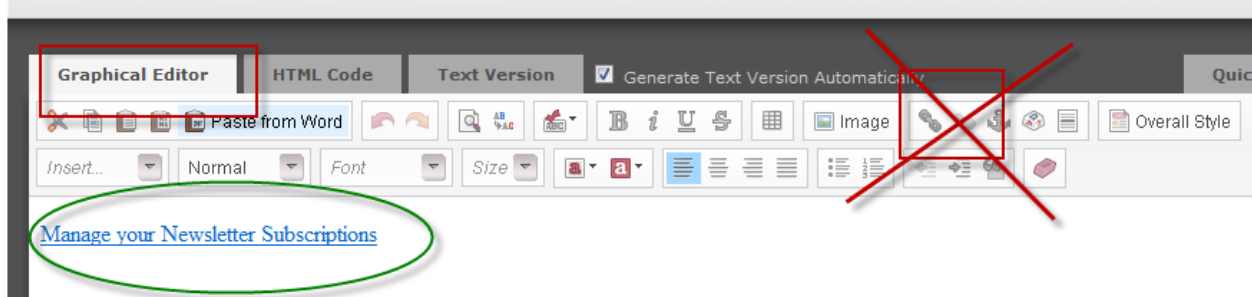 Graphical Editor HTML Code Text Version Generate Text Version Automatically Quic
Paste from Word B i U S Image Overall Style
Insert... Normal Font Size a a
Manage your Newsletter Subscriptions